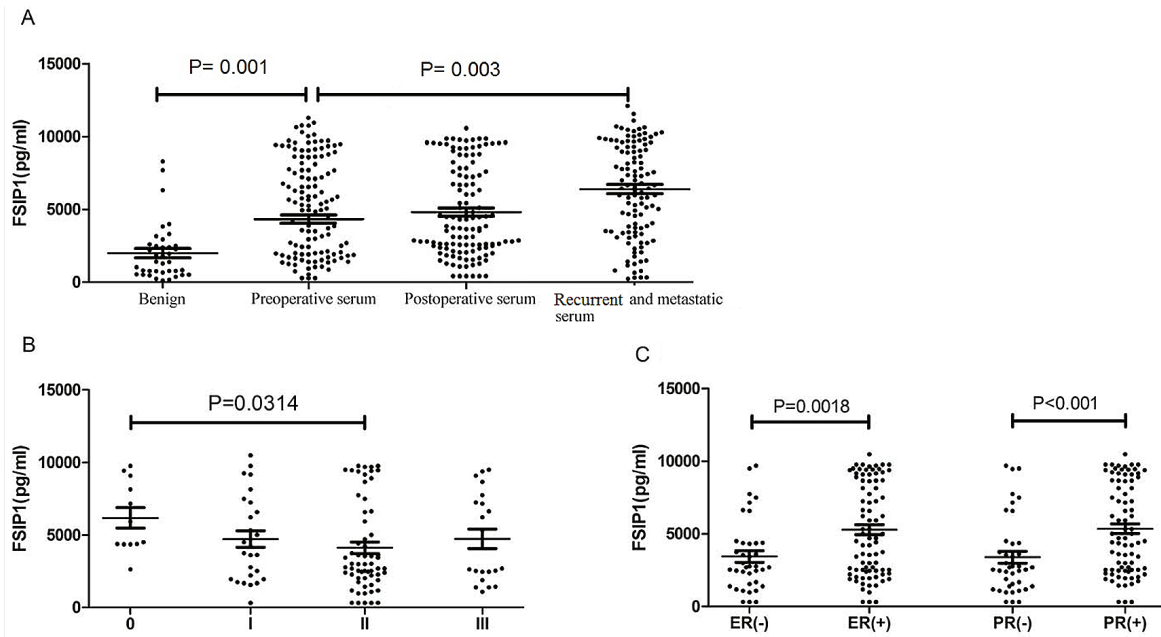 A
P= 0.001
P= 0.003
FSIP1(pg/ml)
15000
10000
5000
0
Benign
Preoperative serum
Postoperative serum
Recurrent and metastatic
serum
B
P=0.0314
FSIP1(pg/ml)
15000
10000
5000
0
0
I
II
III
C
P=0.0018
P<0.001
FSIP1(pg/ml)
15000
10000
5000
0
ER(-)
ER(+)
PR(-)
PR(+)